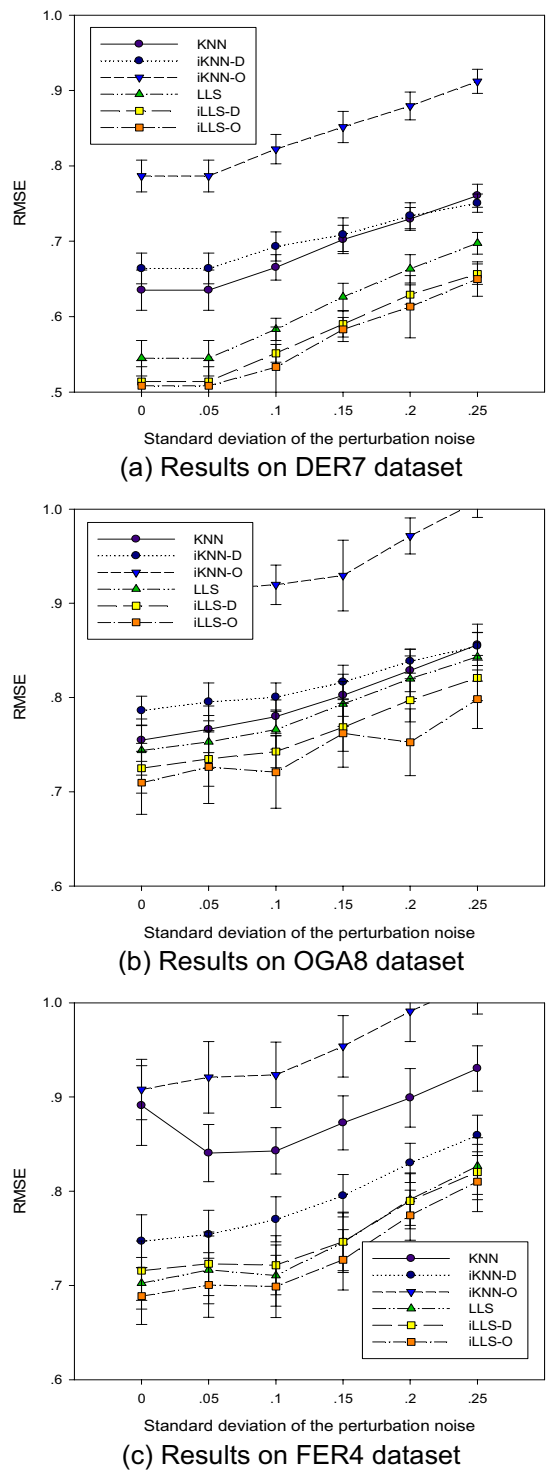 1.0
.9
.8
.7
.6
.5
RMSE
KNN
iKNN-D
iKNN-O
LLS
iLLS-D
iLLS-O
0 .05 .1 .15 .2 .25
Standard deviation of the perturbation noise
(a) Results on DER7 dataset
1.0
.9
.8
.7
.6
RMSE
KNN
iKNN-D
iKNN-O
LLS
iLLS-D
iLLS-O
0 .05 .1 .15 .2 .25
Standard deviation of the perturbation noise
(b) Results on OGA8 dataset
1.0
.9
.8
.7
.6
RMSE
KNN
iKNN-D
iKNN-O
LLS
iLLS-D
iLLS-O
0 .05 .1 .15 .2 .25
Standard deviation of the perturbation noise
(c) Results on FER4 dataset